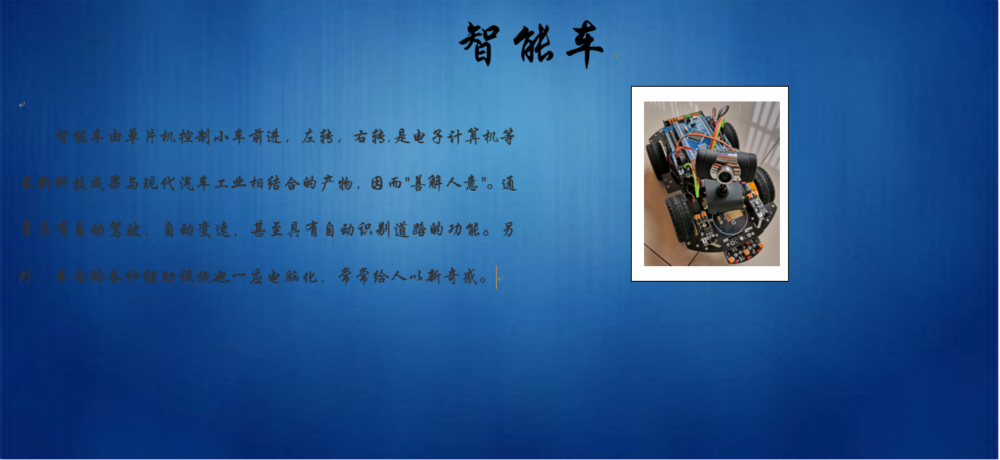 智能车
智能车由单片机控制小车前进，左转，右转.是电子计算机等
最新科技成果与现代汽车工业相结合的产物，因而"善解人意"。通
常具有自动驾驶、自动变速，甚至具有自动识别道路的功能。另
外，车内的各种辅助设施也一应电脑化，常常给人以新奇感。